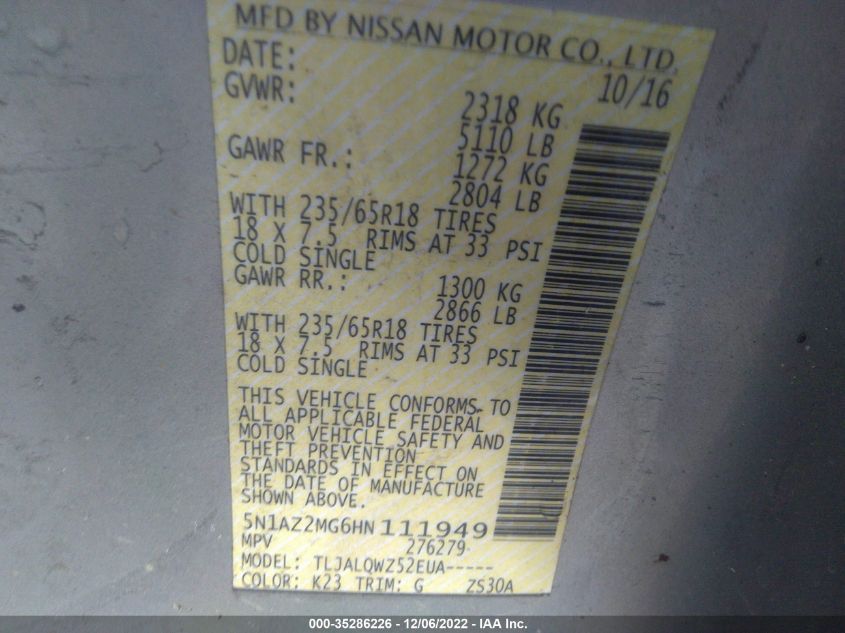 MFD BY NISSAN MOTOR CO., LTD.
DATE: 10/16
GVWR: 2318 KG
5110 LB
GAWR FR.: 1272 KG
2804 LB
WITH 235/65R18 TIRES
18 X 7.5 RIMS AT 33 PSI
COLD SINGLE
GAWR RR.: 1300 KG
2866 LB
WITH 235/65R18 TIRES
18 X 7.5 RIMS AT 33 PSI
COLD SINGLE
THIS VEHICLE CONFORMS TO
ALL APPLICABLE FEDERAL
MOTOR VEHICLE SAFETY AND
THEFT PREVENTION
STANDARDS IN EFFECT ON
THE DATE OF MANUFACTURE
SHOWN ABOVE.
5N1AZ2MG6HN111949
MPV 276279
MODEL: TLJALQWZ52EUA-----
COLOR: K23 TRIM: G ZS30A
000-35286226 - 12/06/2022 - IAA Inc.